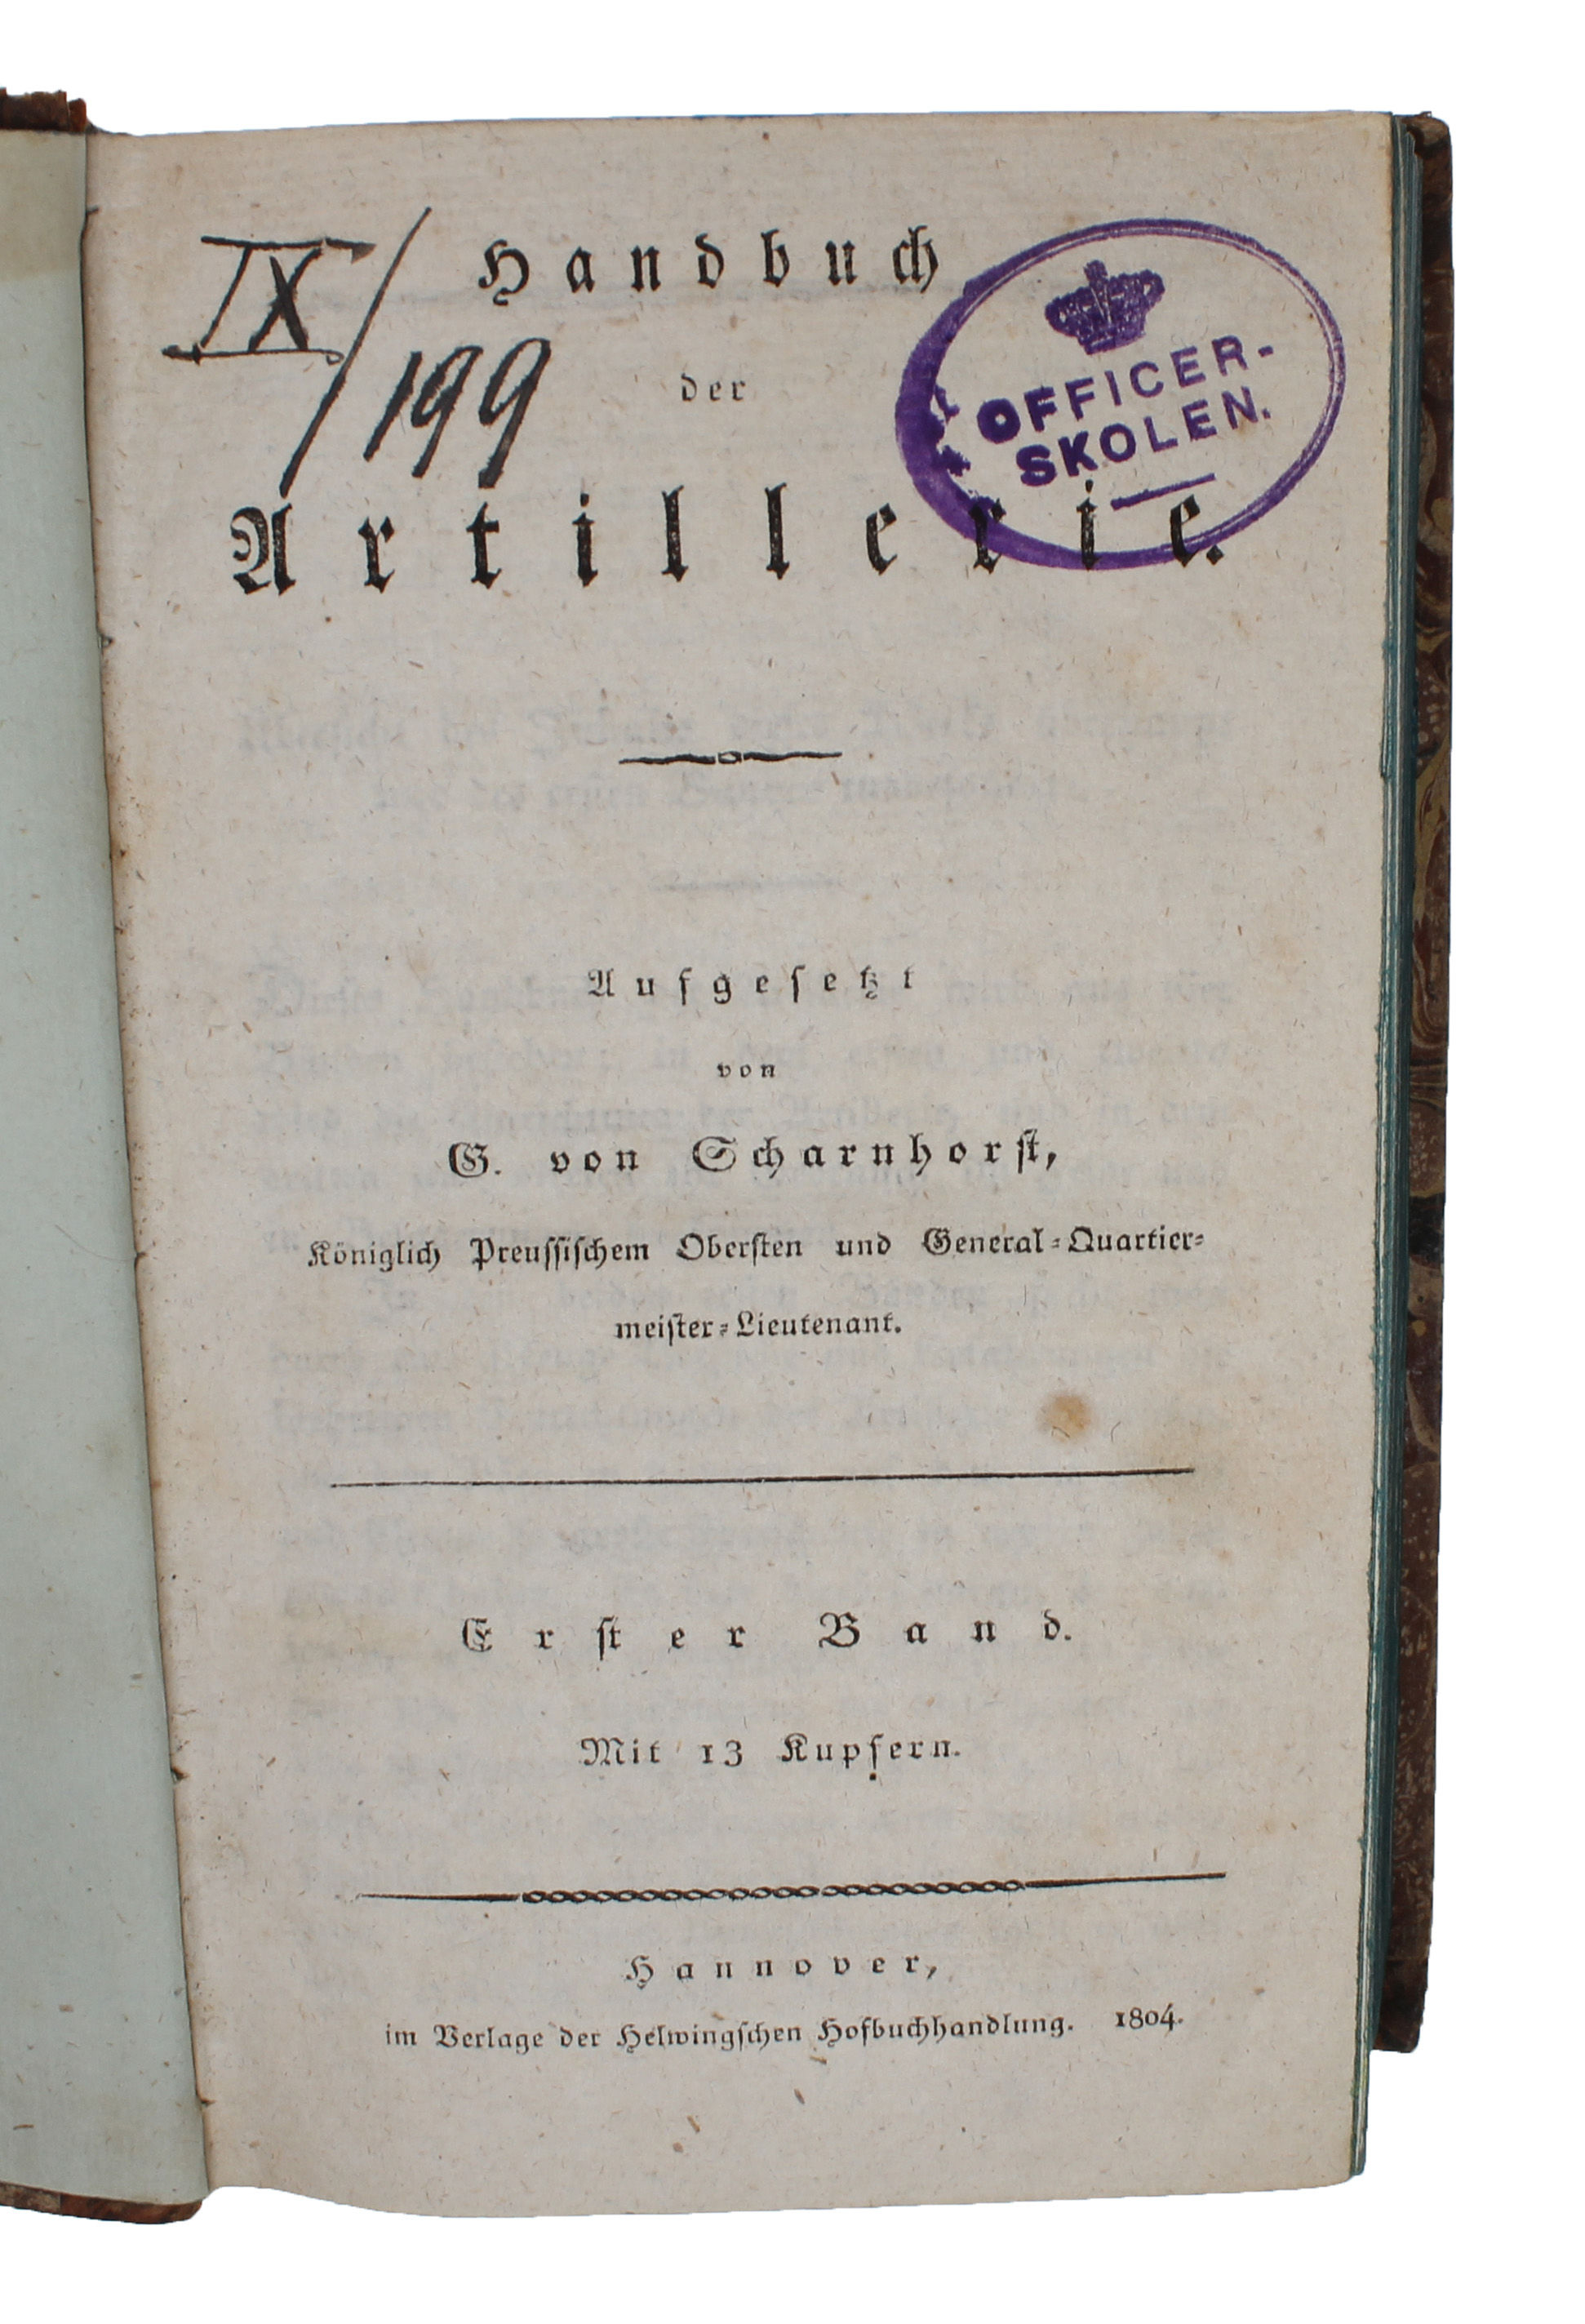 IX/199
Handbuch
der
Artillerie.
OFFICER-
SKOLEN.
Aufgesetzt
von
G. von Scharnhorst,
Königlich Preussischem Obersten und General-Quartier-
meister-Lieutenant.
Erster Band.
Mit 13 Kupfern.
Hannover,
im Verlage der Helwingschen Hofbuchhandlung. 1804.